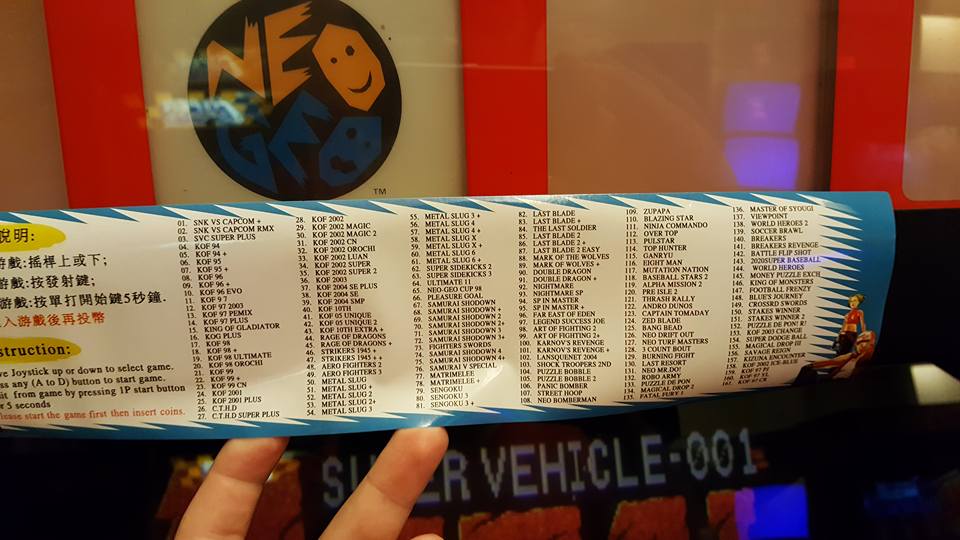 NEO
GEO
TM
說明:
游戲:搖桿上或下;
游戲:按發射鍵;
游戲:按單打開始鍵5秒鐘.
入游戲後再投幣
struction:
ve Joystick up or down to select game.
ess any (A to D) button to start game.
it from game by pressing 1P start button
r 5 seconds
lease start the game first then insert coins.
01. SNK VS CAPCOM +
02. SNK VS CAPCOM RMX
03. SVC SUPER PLUS
04. KOF 94
05. KOF 94 +
06. KOF 95
07. KOF 95 +
08. KOF 96
09. KOF 96 +
10. KOF 96 EVO
11. KOF 9 7
12. KOF 97 2003
13. KOF 97 PEMIX
14. KOF 97 PLUS
15. KING OF GLADIATOR
16. KOG PLUS
17. KOF 98
18. KOF 98 +
19. KOF 98 ULTIMATE
20. KOF 98 OROCHI
21. KOF 99
22. KOF 99 +
23. KOF 99 CN
24. KOF 2001
25. KOF 2001 PLUS
26. C.T.H.D
27. C.T.H.D SUPER PLUS
28. KOF 2002
29. KOF 2002 MAGIC
30. KOF 2002 MAGIC 2
31. KOF 2002 CN
32. KOF 2002 OROCHI
33. KOF 2002 LUAN
34. KOF 2002 SUPER
35. KOF 2002 SUPER 2
36. KOF 2003
37. KOF 2004 SE PLUS
38. KOF 2004 SE
39. KOF 2004 SMP
40. KOF 10TH
41. KOF 05 UNIQUE
42. KOF 05 UNIQUE 2
43. KOF 10TH EXTRA +
44. RAGE OF DRAGONS
45. RAGE OF DRAGONS +
46. STRIKERS 1945 +
47. STRIKERS 1945 + +
48. AERO FIGHTERS 2
49. AERO FIGHTERS 3
50. METAL SLUG
51. METAL SLUG +
52. METAL SLUG 2
53. METAL SLUG 2+
54. METAL SLUG 3
55. METAL SLUG 3 +
56. METAL SLUG 4
57. METAL SLUG 4 +
58. METAL SLUG X
59. METAL SLUG X +
60. METAL SLUG 6
61. METAL SLUG 6 +
62. SUPER SIDEKICKS 2
63. SUPER SIDEKICKS 3
64. ULTIMATE 11
65. NEO-GEO CUP 98
66. PLEASURE GOAL
67. SAMURAI SHODOWN
68. SAMURAI SHODOWN +
69. SAMURAI SHODOWN 2
70. SAMURAI SHODOWN 2+
71. SAMURAI SHODOWN 3
72. SAMURAI SHODOWN 3+
73. FIGHTERS SWORDS
74. SAMURAI SHODOWN 4
75. SAMURAI SHODOWN 4+
76. SAMURAI V SPECIAL
77. MATRIMELEE
78. MATRIMELEE +
79. SENGOKU
80. SENGOKU 3
81. SENGOKU 3 +
82. LAST BLADE
83. LAST BLADE +
84. THE LAST SOLDIER
85. LAST BLADE 2
86. LAST BLADE 2 +
87. LAST BLADE 2 EASY
88. MARK OF THE WOLVES
89. MARK OF WOLVES +
90. DOUBLE DRAGON
91. DOUBLE DRAGON +
92. NIGHTMARE
93. NIGHTMARE SP
94. SP IN MASTER
95. SP IN MASTER +
96. FAR EAST OF EDEN
97. LEND SUCCESS JOE
98. ART OF FIGHTING 2
99. ART OF FIGHTING 2+
100. KARNOV'S REVENGE
101. KARNOV'S REVENGE +
102. LANSQUENET 2004
103. SHOCK TROOPERS 2ND
104. PUZZLE BOBBLE
105. PUZZLE BOBBLE 2
106. PANIC BOMBER
107. STREET HOOP
108. NEO BOMBERMAN
109. ZUPAPA
110. BLAZING STAR
111. NINJA COMMANDO
112. OVER TOP
113. PULSTAR
114. TOP HUNTER
115. GANRYU
116. EIGHT MAN
117. MUTATION NATION
118. BASEBALL STARS 2
119. ALPHA MISSION 2
120. PRE ISLE 2
121. THRASH RALLY
122. ANDRO DUNOS
123. CAPTAIN TOMADAY
124. ZED BLADE
125. BANG BEAD
126. NEO DRIFT OUT
127. NEO TURF MASTERS
128. 3 COUNT BOUT
129. BURNING FIGHT
130. LAST RESORT
131. NEO MR.DO!
132. ROBO ARMY
133. PUZZLE DE PON
134. MAGICAL DROP 2
135. FATAL FURY 1
136. MASTER OF SYOUGI
137. VIEWPOINT
138. WORLD HEROES 2
139. SOCCER BRAWL
140. BREAKERS
141. BREAKERS REVENGE
142. BATTLE FLIP SHOT
143. 2020SUPER BASEBALL
144. WORLD HEROES
145. MONEY PUZZLE EXCH
146. KING OF MONSTERS
147. FOOTBALL FRENZY
148. BLUE'S JOURNEY
149. CROSSRD SWORDS
150. STAKES WINNER
151. STAKES WINNER 2
152. PUZZLE DE PON! R!
153. KOF 2003 CHANGE
154. SUPER DODGE BALL
155. MAGICAL DROP III
156. SAVAGE REIGN
157. KIZUNA ENCOUNTER
158. KOF 2001 ICE-BLUE
159. KOF 97 PS
160. KOF 97 KE
161. KOF 97 CR
SUPER VEHICLE-001